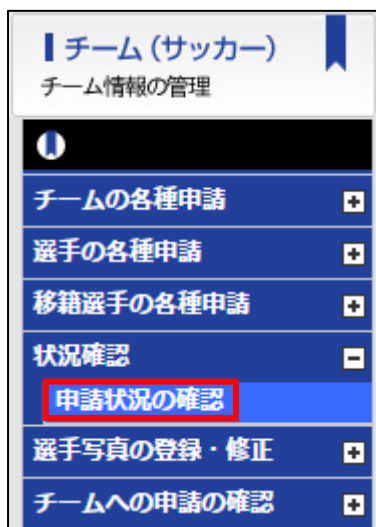 チーム（サッカー）
チーム情報の管理
チームの各種申請
選手の各種申請
移籍選手の各種申請
状況確認
申請状況の確認
選手写真の登録・修正
チームへの申請の確認